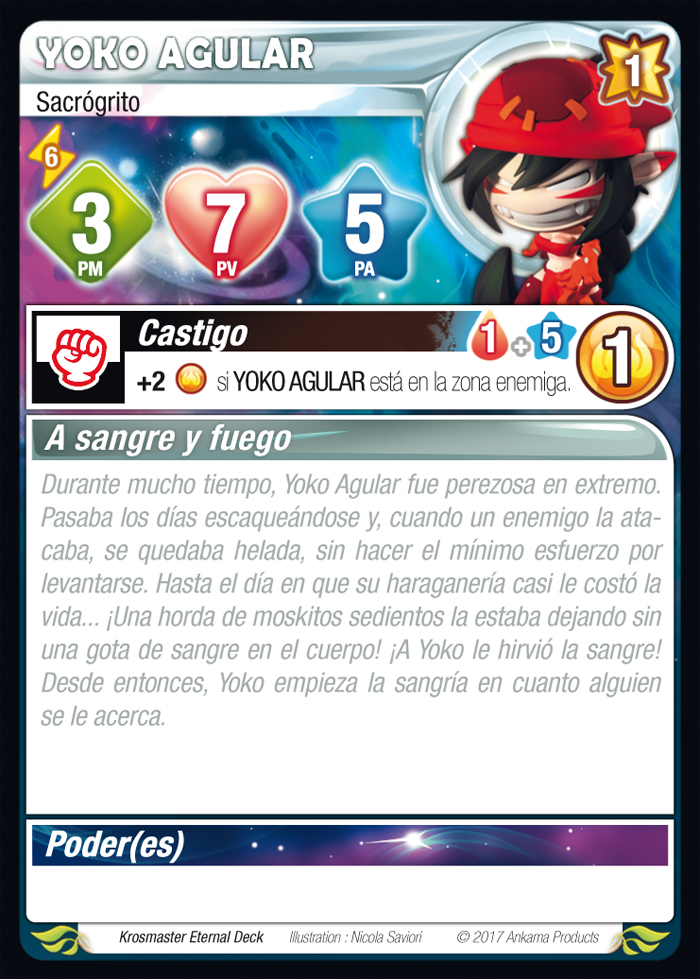 YOKO AGULAR
1
Sacrógrito
6
3
PM
7
PV
5
PA
Castigo
1 + 5
1
+2 si YOKO AGULAR está en la zona enemiga.
A sangre y fuego
Durante mucho tiempo, Yoko Agular fue perezosa en extremo.
Pasaba los días escaqueándose y, cuando un enemigo la ata-
caba, se quedaba helada, sin hacer el mínimo esfuerzo por
levantarse. Hasta el día en que su haraganería casi le costó la
vida... ¡Una horda de moskitos sedientos la estaba dejando sin
una gota de sangre en el cuerpo! ¡A Yoko le hirvió la sangre!
Desde entonces, Yoko empieza la sangría en cuanto alguien
se le acerca.
Poder(es)
Krosmaster Eternal Deck Illustration : Nicola Saviori © 2017 Ankama Products